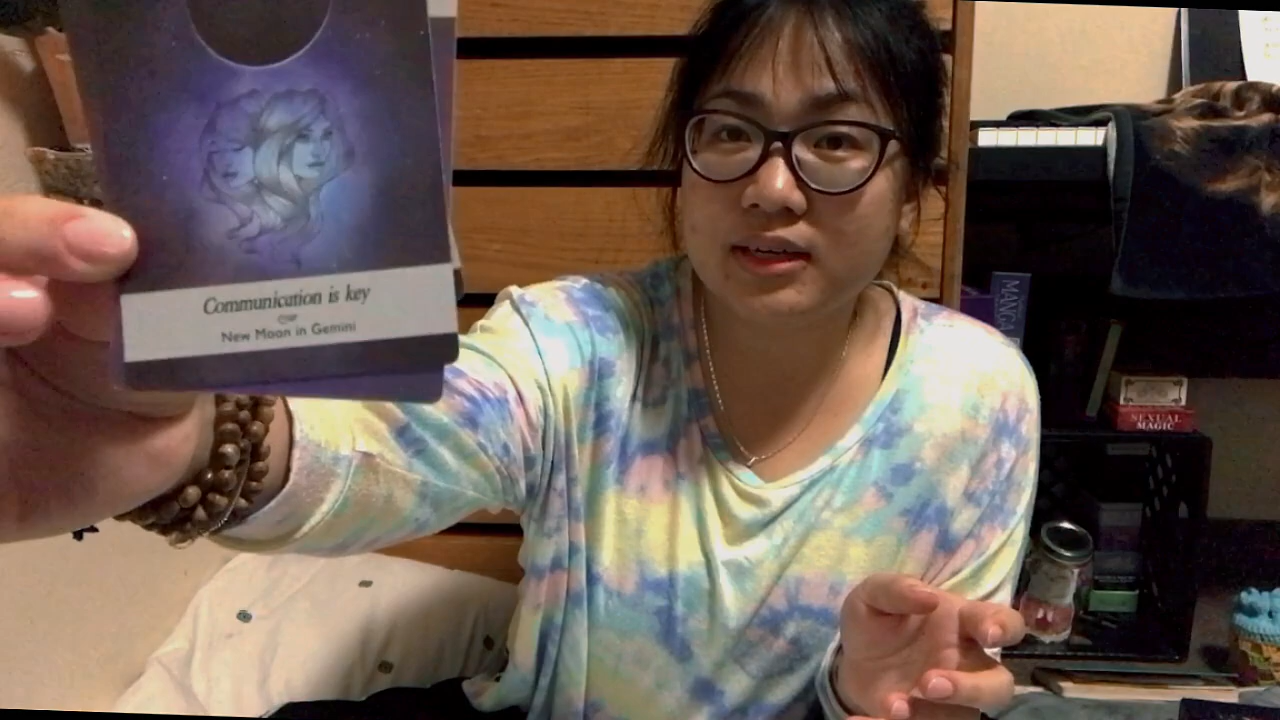 Communication is key
New Moon in Gemini
MANGA
SEXUAL
MAGIC